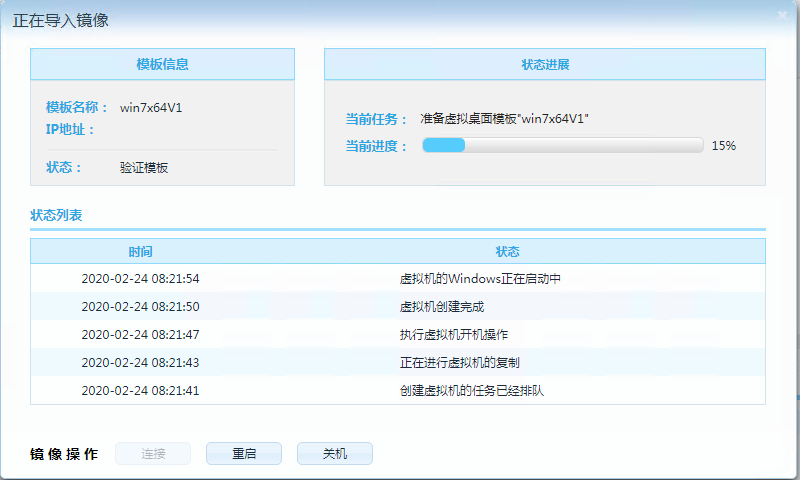 正在导入镜像
模板信息
模板名称： win7x64V1
IP地址：
状态： 验证模板
状态进展
当前任务： 准备虚拟桌面模板"win7x64V1"
当前进度： 15%
状态列表
时间 状态
2020-02-24 08:21:54 虚拟机的Windows正在启动中
2020-02-24 08:21:50 虚拟机创建完成
2020-02-24 08:21:47 执行虚拟机开机操作
2020-02-24 08:21:43 正在进行虚拟机的复制
2020-02-24 08:21:41 创建虚拟机的任务已经排队
镜像操作 连接 重启 关机